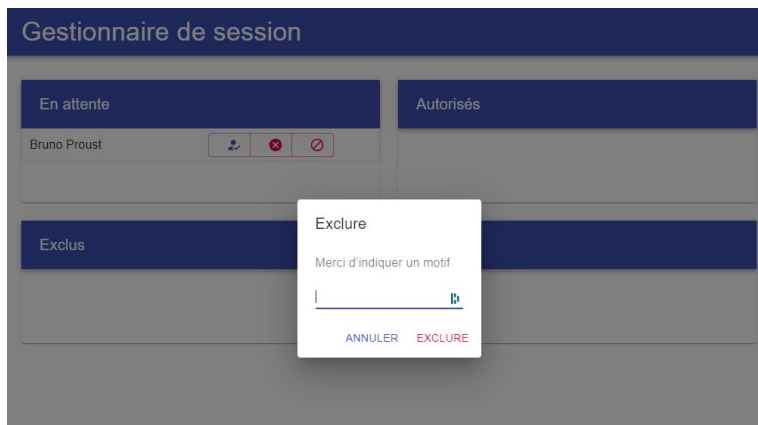 Gestionnaire de session
En attente
Autorisés
Bruno Proust
Exclus
Exclure
Merci d'indiquer un motif
ANNULER EXCLURE